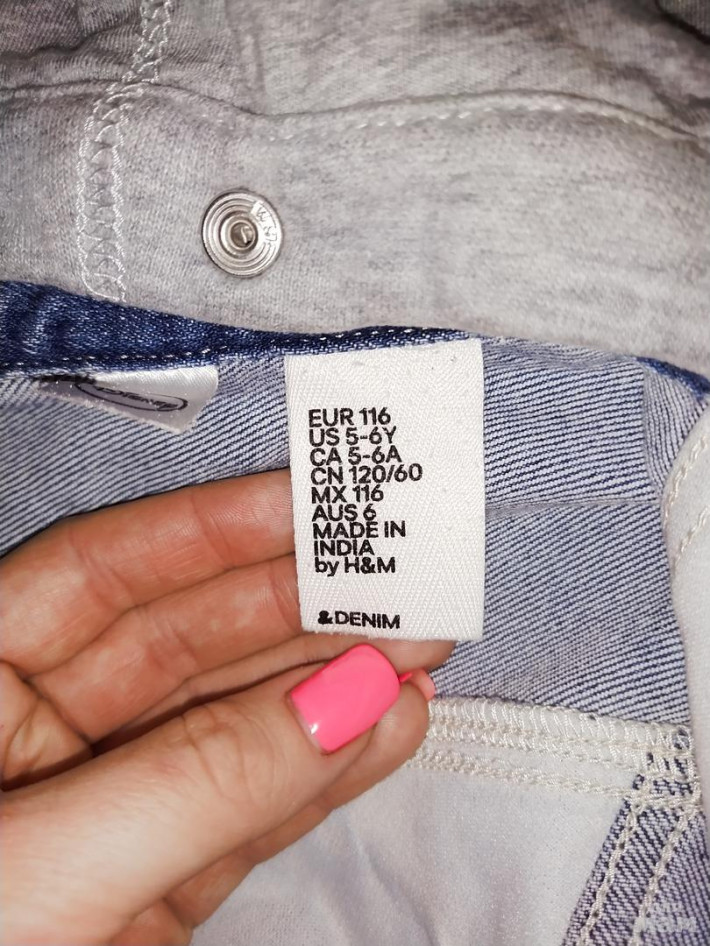 EUR 116
US 5-6Y
CA 5-6A
CN 120/60
MX 116
AUS 6
MADE IN
INDIA
by H&M
&DENIM